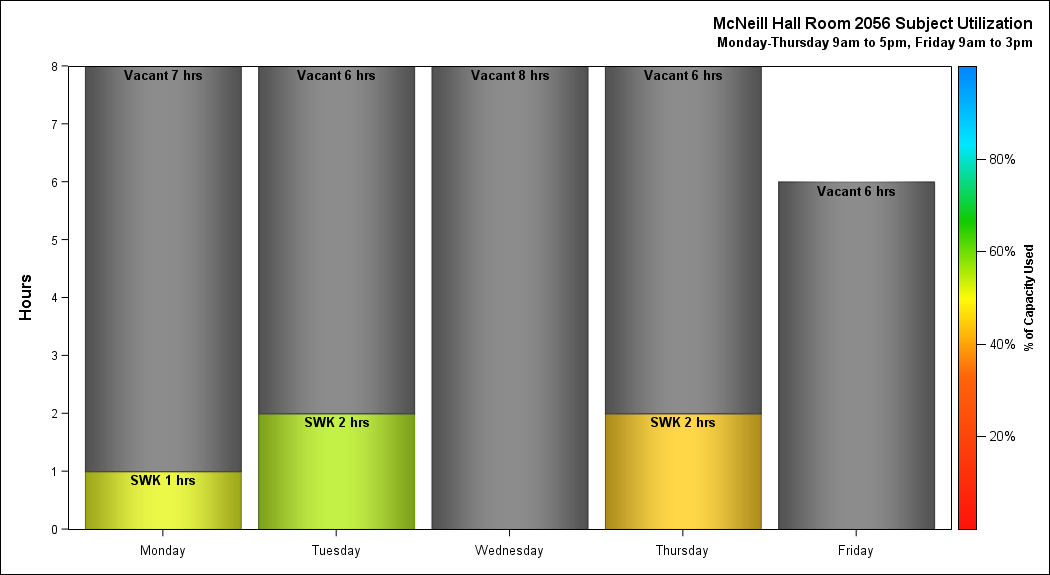 McNeill Hall Room 2056 Subject Utilization
Monday-Thursday 9am to 5pm, Friday 9am to 3pm
8
7
6
5
4
3
2
1
0
Hours
Vacant 7 hrs
Vacant 6 hrs
Vacant 8 hrs
Vacant 6 hrs
Vacant 6 hrs
SWK 1 hrs
SWK 2 hrs
SWK 2 hrs
Monday
Tuesday
Wednesday
Thursday
Friday
80%
60%
40%
20%
% of Capacity Used